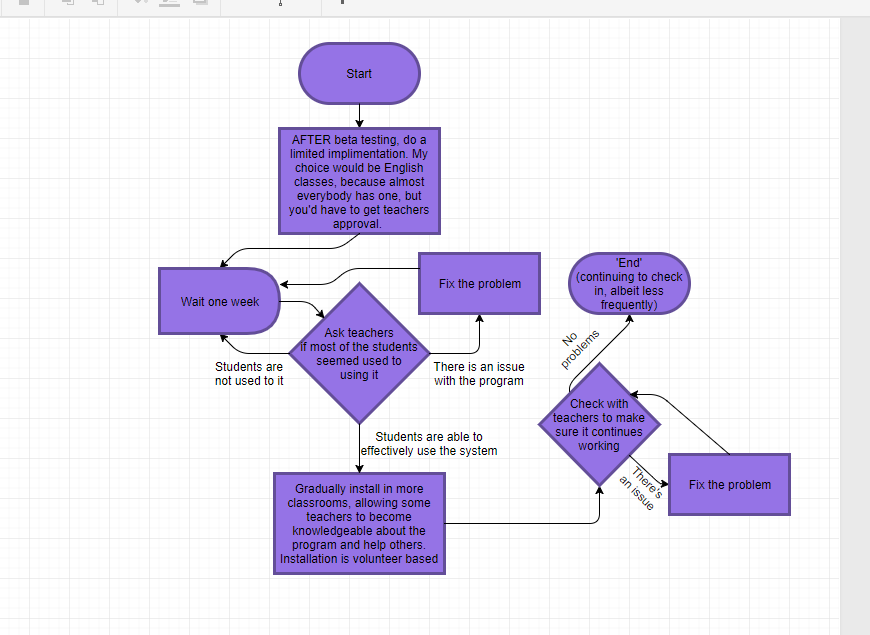 Start
AFTER beta testing, do a
limited implimentation. My
choice would be English
classes, because almost
everybody has one, but
you'd have to get teachers
approval.
Wait one week
Fix the problem
Ask teachers
if most of the students
seemed used to
using it
Students are
not used to it
There is an issue
with the program
Students are able to
effectively use the system
Gradually install in more
classrooms, allowing some
teachers to become
knowledgeable about the
program and help others.
Installation is volunteer based
'End'
(continuing to check
in, albeit less
frequently)
No
problems
Check with
teachers to make
sure it continues
working
There's
an issue
Fix the problem